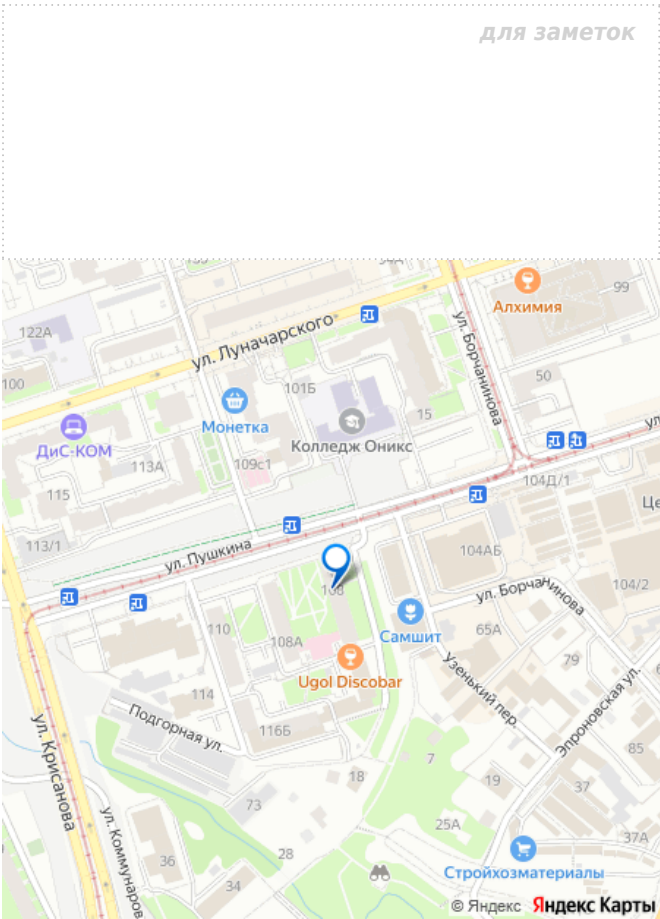 для заметок
99
Алхимия
122А
ул. Луначарского
ул. Борчанинова
100
101Б
50
Монетка
15
ДиС-КОМ
Колледж Оникс
113А
109с1
115
104Д/1
113/1
ул. Пушкина
104АБ
ул. Борчанинова
104/2
110
108А
Самшит
65А
79
Ugol Discobar
Узенький пер.
Эпроновская ул.
114
Подгорная ул.
116Б
85
7
18
19
37
ул. Крисанова
73
25А
37А
ул. Коммунаров
28
36
34
Стройхозматериалы
© Яндекс Яндекс Карты